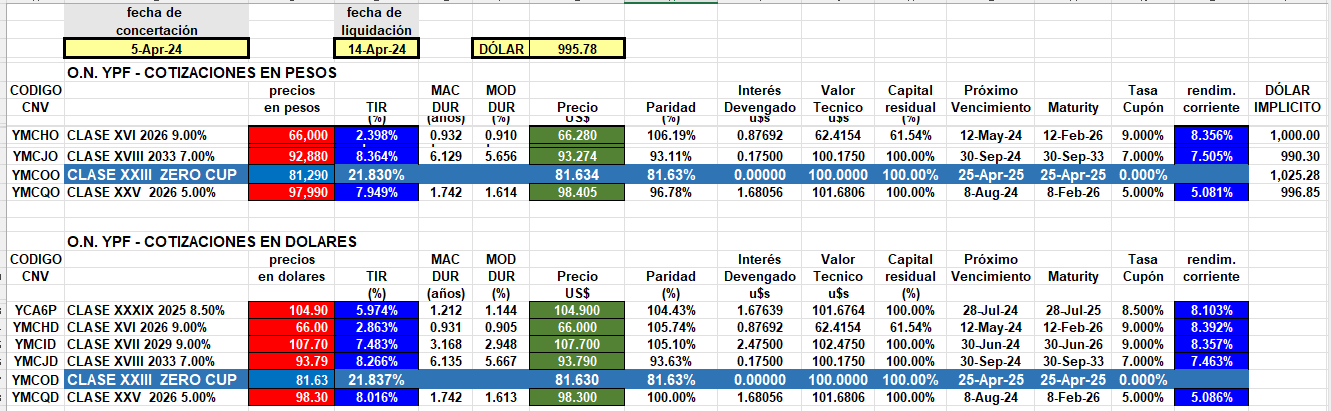 fecha de fecha de
concertación liquidación
5-Apr-24 14-Apr-24 DÓLAR 995.78
O.N. YPF - COTIZACIONES EN PESOS
CODIGO precios MAC MOD Interés Valor Capital Próximo Tasa rendim. DÓLAR
CNV en pesos TIR DUR DUR Precio Paridad Devengado Tecnico residual Vencimiento Maturity Cupón corriente IMPLICITO
(%) (años) (%) US$ (%) u$s u$s (%)
YMCHO CLASE XVI 2026 9.00% 66,000 2.398% 0.932 0.910 66.280 106.19% 0.87692 62.4154 61.54% 12-May-24 12-Feb-26 9.000% 8.356% 1,000.00
YMCJO CLASE XVIII 2033 7.00% 92,880 8.364% 6.129 5.656 93.274 93.11% 0.17500 100.1750 100.00% 30-Sep-24 30-Sep-33 7.000% 7.505% 990.30
YMCOO CLASE XXIII ZERO CUP 81,290 21.830% 81.634 81.63% 0.00000 100.0000 100.00% 25-Apr-25 25-Apr-25 0.000% 1,025.28
YMCQO CLASE XXV 2026 5.00% 97,990 7.949% 1.742 1.614 98.405 96.78% 1.68056 101.6806 100.00% 8-Aug-24 8-Feb-26 5.000% 5.081% 996.85
O.N. YPF - COTIZACIONES EN DOLARES
CODIGO precios MAC MOD Interés Valor Capital Próximo Tasa rendim.
CNV en dolares TIR DUR DUR Precio Paridad Devengado Tecnico residual Vencimiento Maturity Cupón corriente
(%) (años) (%) US$ (%) u$s u$s (%)
YCA6P CLASE XXXIX 2025 8.50% 104.90 5.974% 1.212 1.144 104.900 104.43% 1.67639 101.6764 100.00% 28-Jul-24 28-Jul-25 8.500% 8.103%
YMCHD CLASE XVI 2026 9.00% 66.00 2.863% 0.931 0.905 66.000 105.74% 0.87692 62.4154 61.54% 12-May-24 12-Feb-26 9.000% 8.392%
YMCID CLASE XVII 2029 9.00% 107.70 7.483% 3.168 2.948 107.700 105.10% 2.47500 102.4750 100.00% 30-Jun-24 30-Jun-26 9.000% 8.357%
YMCJD CLASE XVIII 2033 7.00% 93.79 8.266% 6.135 5.667 93.790 93.63% 0.17500 100.1750 100.00% 30-Sep-24 30-Sep-33 7.000% 7.463%
YMCOD CLASE XXIII ZERO CUP 81.63 21.837% 81.630 81.63% 0.00000 100.0000 100.00% 25-Apr-25 25-Apr-25 0.000%
YMCQD CLASE XXV 2026 5.00% 98.30 8.016% 1.742 1.613 98.300 100.00% 1.68056 101.6806 100.00% 8-Aug-24 8-Feb-26 5.000% 5.086%